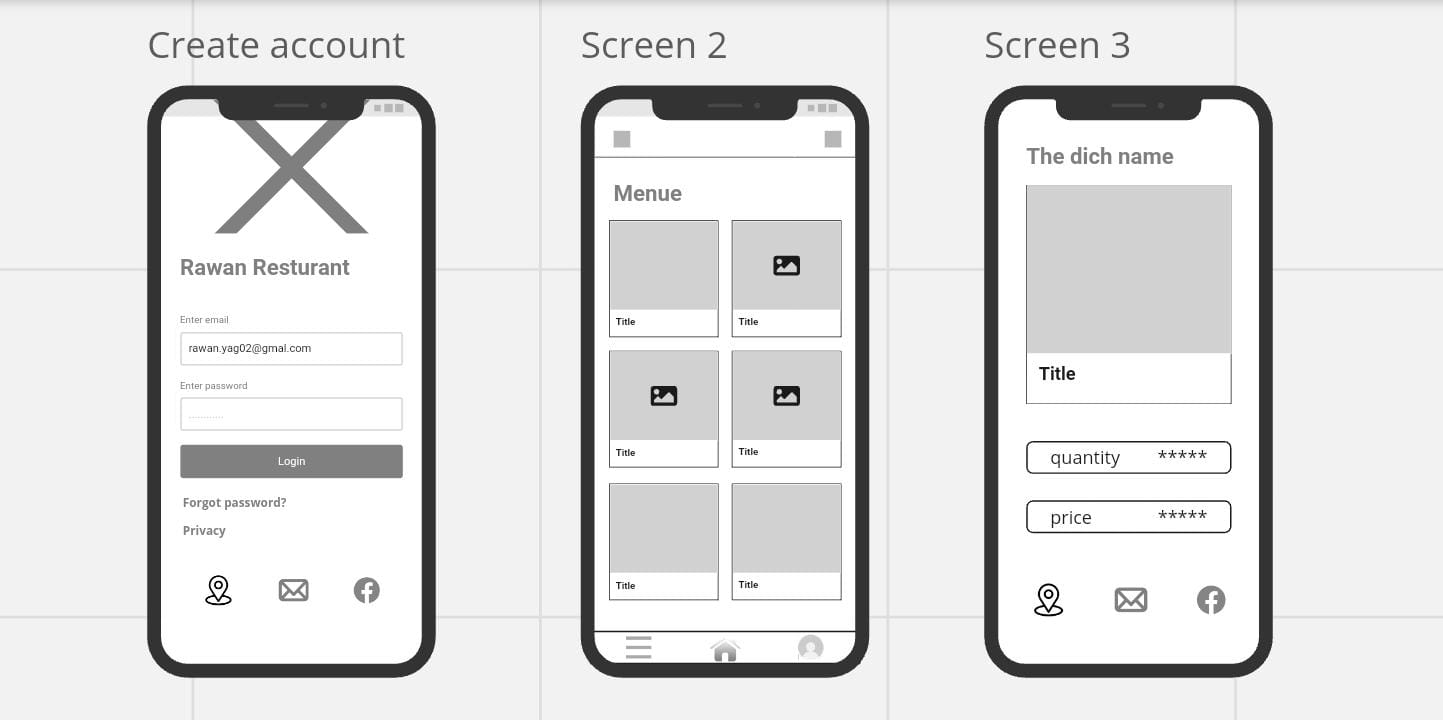 Create account
Rawan Resturant
Enter email
rawan.yag02@gmal.com
Enter password
............
Login
Forgot password?
Privacy
Screen 2
Menue
Title
Title
Title
Title
Title
Title
Screen 3
The dich name
Title
quantity *****
price *****